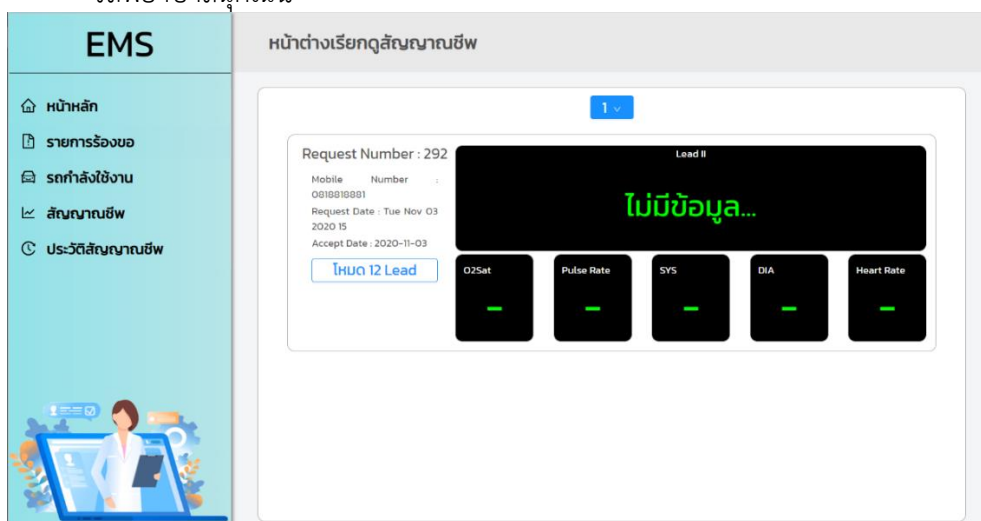 EMS
หน้าหลัก
รายการร้องขอ
รถกำลังใช้งาน
สัญญาณชีพ
ประวัติสัญญาณชีพ
หน้าต่างเรียกดูสัญญาณชีพ
1
Request Number : 292
Mobile Number :
0818818881
Request Date : Tue Nov 03
2020 15
Accept Date : 2020-11-03
โหมด 12 Lead
Lead II
ไม่มีข้อมูล...
O2Sat
Pulse Rate
SYS
DIA
Heart Rate
–
–
–
–
–